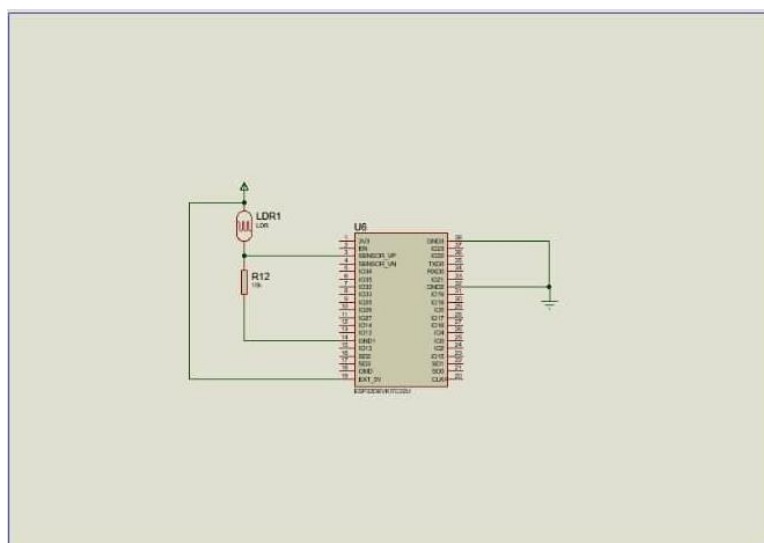 LDR1
LDR
R12
10k
U6
1
2
3
4
5
6
7
8
9
10
11
12
13
14
15
16
17
18
19
3V3
EN
SENSOR_VP
SENSOR_VN
IO34
IO35
IO32
IO33
IO25
IO26
IO27
IO14
IO12
GND1
IO13
SD2
SD3
CMD
EXT_5V
GND3
IO23
IO22
TXD0
RXD0
IO21
GND2
IO19
IO18
IO5
IO17
IO16
IO4
IO0
IO2
IO15
SD1
SD0
CLK
38
37
36
35
34
33
32
31
30
29
28
27
26
25
24
23
22
21
20